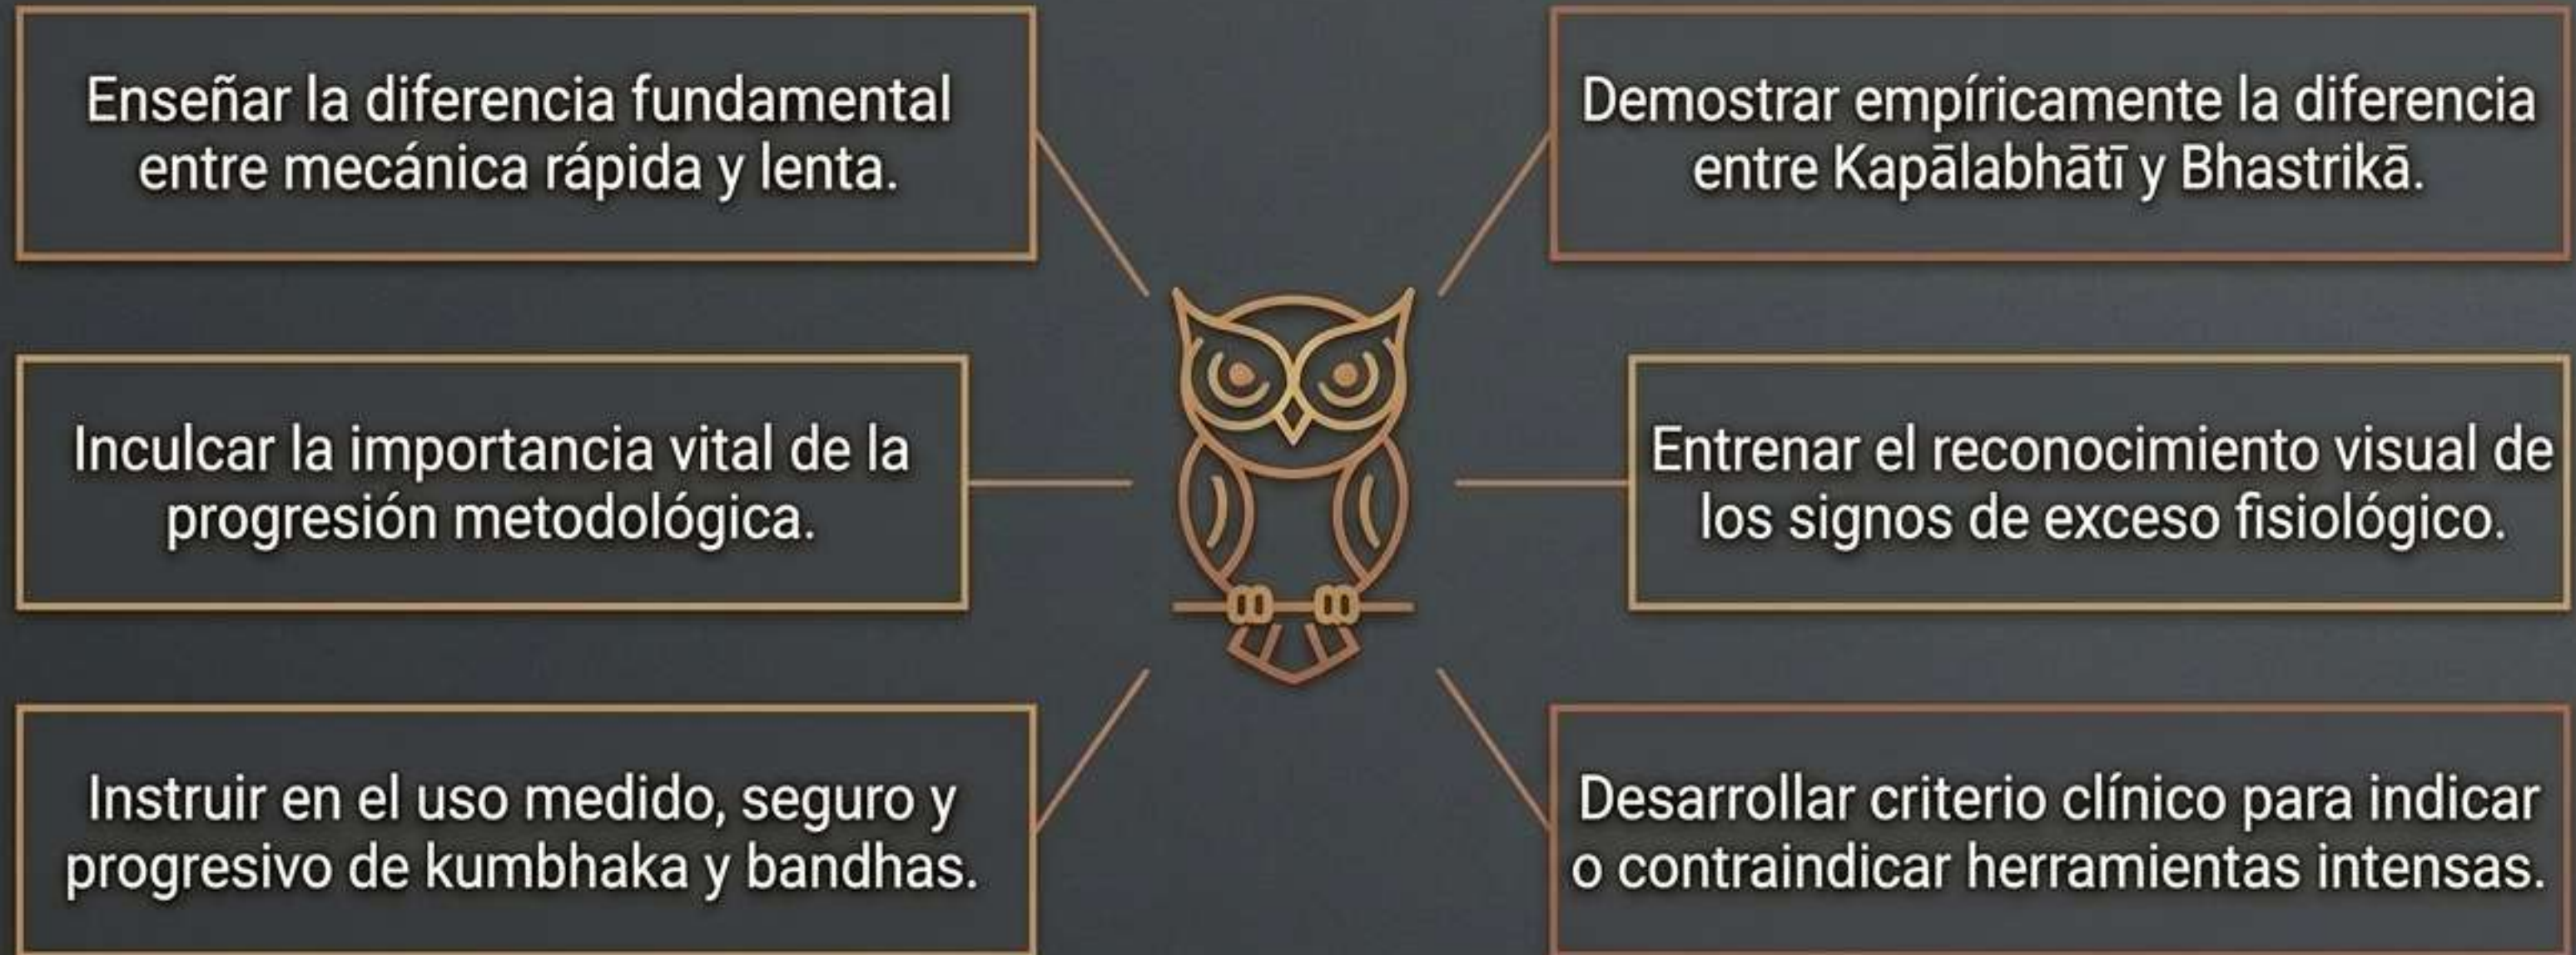 Enseñar la diferencia fundamental
entre mecánica rápida y lenta.
Demostrar empíricamente la diferencia
entre Kapālabhātī y Bhastrikā.
Inculcar la importancia vital de la
progresión metodológica.
Entrenar el reconocimiento visual de
los signos de exceso fisiológico.
Instruir en el uso medido, seguro y
progresivo de kumbhaka y bandhas.
Desarrollar criterio clínico para indicar
o contraindicar herramientas intensas.